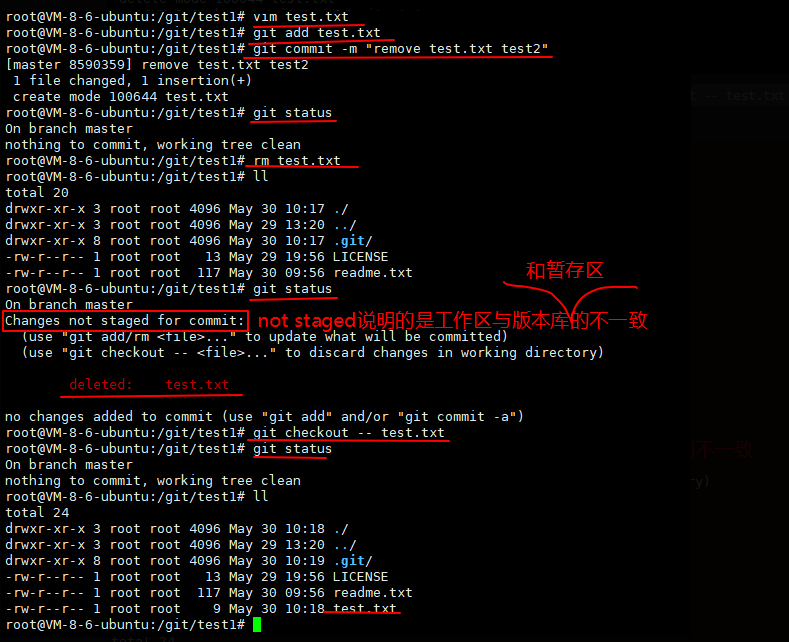 root@VM-8-6-ubuntu:/git/test1# vim test.txt
root@VM-8-6-ubuntu:/git/test1# git add test.txt
root@VM-8-6-ubuntu:/git/test1# git commit -m "remove test.txt test2"
[master 8590359] remove test.txt test2
 1 file changed, 1 insertion(+)
 create mode 100644 test.txt
root@VM-8-6-ubuntu:/git/test1# git status
On branch master
nothing to commit, working tree clean
root@VM-8-6-ubuntu:/git/test1# rm test.txt
root@VM-8-6-ubuntu:/git/test1# ll
total 20
drwxr-xr-x 3 root root 4096 May 30 10:17 ./
drwxr-xr-x 3 root root 4096 May 29 13:20 ../
drwxr-xr-x 8 root root 4096 May 30 10:17 .git/
-rw-r--r-- 1 root root   13 May 29 19:56 LICENSE
-rw-r--r-- 1 root root  117 May 30 09:56 readme.txt
和暂存区
root@VM-8-6-ubuntu:/git/test1# git status
On branch master
Changes not staged for commit: not staged说明的是工作区与版本库的不一致
  (use "git add/rm <file>..." to update what will be committed)
  (use "git checkout -- <file>..." to discard changes in working directory)
        deleted:    test.txt
no changes added to commit (use "git add" and/or "git commit -a")
root@VM-8-6-ubuntu:/git/test1# git checkout -- test.txt
root@VM-8-6-ubuntu:/git/test1# git status
On branch master
nothing to commit, working tree clean
root@VM-8-6-ubuntu:/git/test1# ll
total 24
drwxr-xr-x 3 root root 4096 May 30 10:18 ./
drwxr-xr-x 3 root root 4096 May 29 13:20 ../
drwxr-xr-x 8 root root 4096 May 30 10:19 .git/
-rw-r--r-- 1 root root   13 May 29 19:56 LICENSE
-rw-r--r-- 1 root root  117 May 30 09:56 readme.txt
-rw-r--r-- 1 root root    9 May 30 10:18 test.txt
root@VM-8-6-ubuntu:/git/test1#